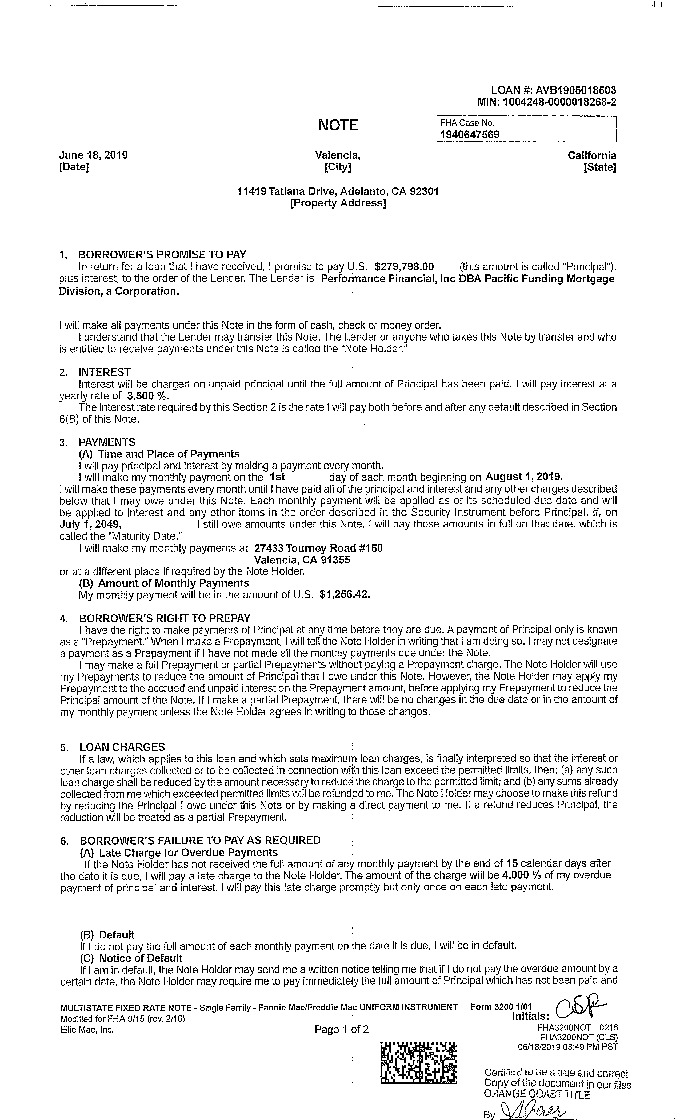 LOAN #: AVB1905018503
MIN: 1004248-0000018268-2
NOTE
FHA Case No.
1940647569
June 18, 2019 Valencia, California
[Date] [City] [State]
11419 Tatiana Drive, Adelanto, CA 92301
[Property Address]
1. BORROWER'S PROMISE TO PAY
In return for a loan that I have received, I promise to pay U.S. $279,798.00 (this amount is called "Principal"),
plus interest, to the order of the Lender. The Lender is Performance Financial, Inc DBA Pacific Funding Mortgage
Division, a Corporation.
I will make all payments under this Note in the form of cash, check or money order.
I understand that the Lender may transfer this Note. The Lender or anyone who takes this Note by transfer and who
is entitled to receive payments under this Note is called the "Note Holder."
2. INTEREST
Interest will be charged on unpaid principal until the full amount of Principal has been paid. I will pay interest at a
yearly rate of 3.500 %.
The interest rate required by this Section 2 is the rate I will pay both before and after any default described in Section
6(B) of this Note.
3. PAYMENTS
(A) Time and Place of Payments
I will pay principal and interest by making a payment every month.
I will make my monthly payment on the 1st day of each month beginning on August 1, 2019.
I will make these payments every month until I have paid all of the principal and interest and any other charges described
below that I may owe under this Note. Each monthly payment will be applied as of its scheduled due date and will
be applied to interest and any other items in the order described in the Security Instrument before Principal. If, on
July 1, 2049, I still owe amounts under this Note, I will pay those amounts in full on that date, which is
called the "Maturity Date."
I will make my monthly payments at 27433 Tourney Road #160
Valencia, CA 91355
or at a different place if required by the Note Holder.
(B) Amount of Monthly Payments
My monthly payment will be in the amount of U.S. $1,256.42.
4. BORROWER'S RIGHT TO PREPAY
I have the right to make payments of Principal at any time before they are due. A payment of Principal only is known
as a "Prepayment." When I make a Prepayment, I will tell the Note Holder in writing that I am doing so. I may not designate
a payment as a Prepayment if I have not made all the monthly payments due under the Note.
I may make a full Prepayment or partial Prepayments without paying a Prepayment charge. The Note Holder will use
my Prepayments to reduce the amount of Principal that I owe under this Note. However, the Note Holder may apply my
Prepayment to the accrued and unpaid interest on the Prepayment amount, before applying my Prepayment to reduce the
Principal amount of the Note. If I make a partial Prepayment, there will be no changes in the due date or in the amount of
my monthly payment unless the Note Holder agrees in writing to those changes.
5. LOAN CHARGES
If a law, which applies to this loan and which sets maximum loan charges, is finally interpreted so that the interest or
other loan charges collected or to be collected in connection with this loan exceed the permitted limits, then: (a) any such
loan charge shall be reduced by the amount necessary to reduce the charge to the permitted limit; and (b) any sums already
collected from me which exceeded permitted limits will be refunded to me. The Note Holder may choose to make this refund
by reducing the Principal I owe under this Note or by making a direct payment to me. If a refund reduces Principal, the
reduction will be treated as a partial Prepayment.
6. BORROWER'S FAILURE TO PAY AS REQUIRED
(A) Late Charge for Overdue Payments
If the Note Holder has not received the full amount of any monthly payment by the end of 15 calendar days after
the date it is due, I will pay a late charge to the Note Holder. The amount of the charge will be 4.000 % of my overdue
payment of principal and interest. I will pay this late charge promptly but only once on each late payment.
(B) Default
If I do not pay the full amount of each monthly payment on the date it is due, I will be in default.
(C) Notice of Default
If I am in default, the Note Holder may send me a written notice telling me that if I do not pay the overdue amount by a
certain date, the Note Holder may require me to pay immediately the full amount of Principal which has not been paid and
MULTISTATE FIXED RATE NOTE - Single Family - Fannie Mae/Freddie Mac UNIFORM INSTRUMENT Form 3200 1/01
Modified for FHA 9/15 (rev. 2/16) Initials:
Ellie Mae, Inc. Page 1 of 2 FHA3200NOT 0216
FHA3200NOT (CLS)
06/18/2019 03:49 PM PST
Certified to be a true and correct
Copy of the document in our files
ORANGE COAST TITLE
By